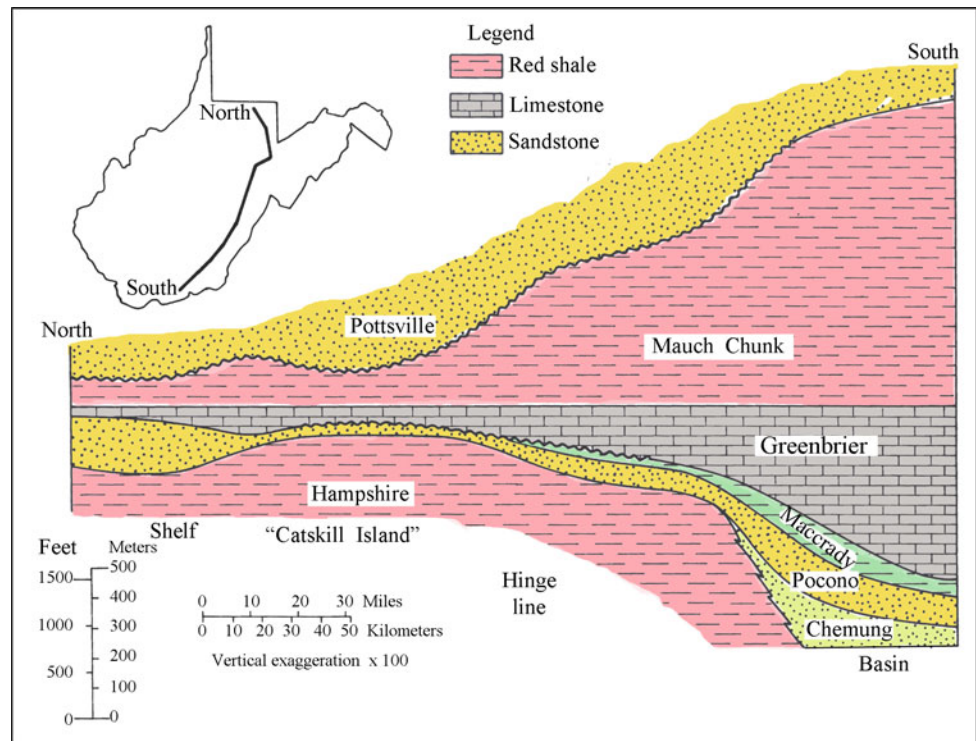 Legend
Red shale
Limestone
Sandstone
South
North
South
North
Pottsville
Mauch Chunk
Greenbrier
Hampshire
Maccrady
Pocono
Chemung
Shelf
"Catskill Island"
Hinge
line
Basin
Feet
Meters
1500
1000
500
0
500
400
300
200
100
0
0 10 20 30 Miles
0 10 20 30 40 50 Kilometers
Vertical exaggeration x 100